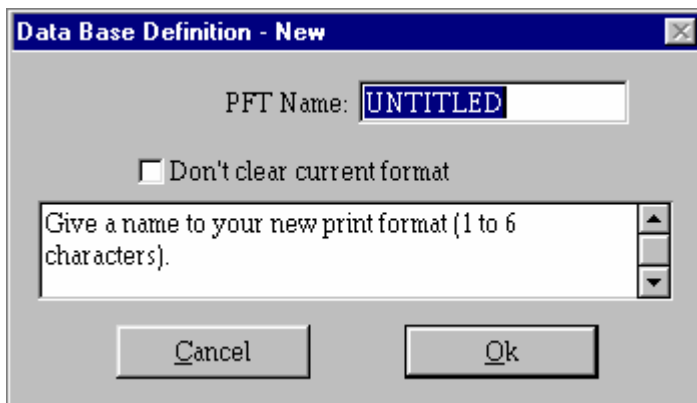 Data Base Definition - New
PFT Name: UNTITLED
Don't clear current format
Give a name to your new print format (1 to 6
characters).
Cancel Ok